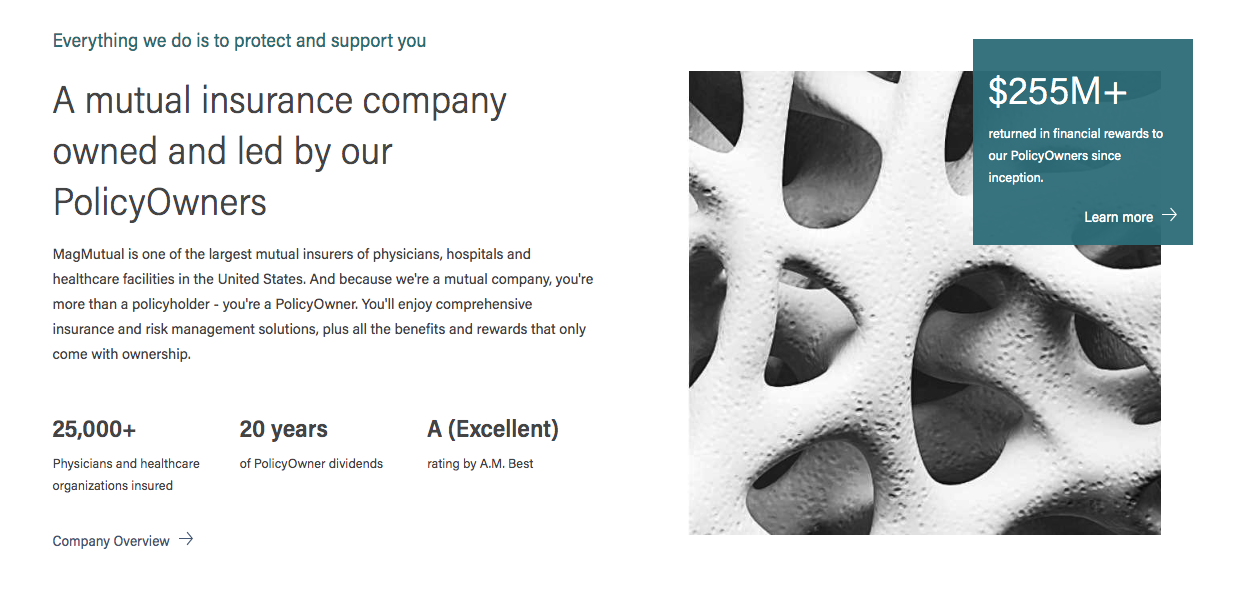 Everything we do is to protect and support you
A mutual insurance company
owned and led by our
PolicyOwners
MagMutual is one of the largest mutual insurers of physicians, hospitals and
healthcare facilities in the United States. And because we're a mutual company, you're
more than a policyholder - you're a PolicyOwner. You'll enjoy comprehensive
insurance and risk management solutions, plus all the benefits and rewards that only
come with ownership.
25,000+
Physicians and healthcare
organizations insured
20 years
of PolicyOwner dividends
A (Excellent)
rating by A.M. Best
Company Overview →
$255M+
returned in financial rewards to
our PolicyOwners since
inception.
Learn more →